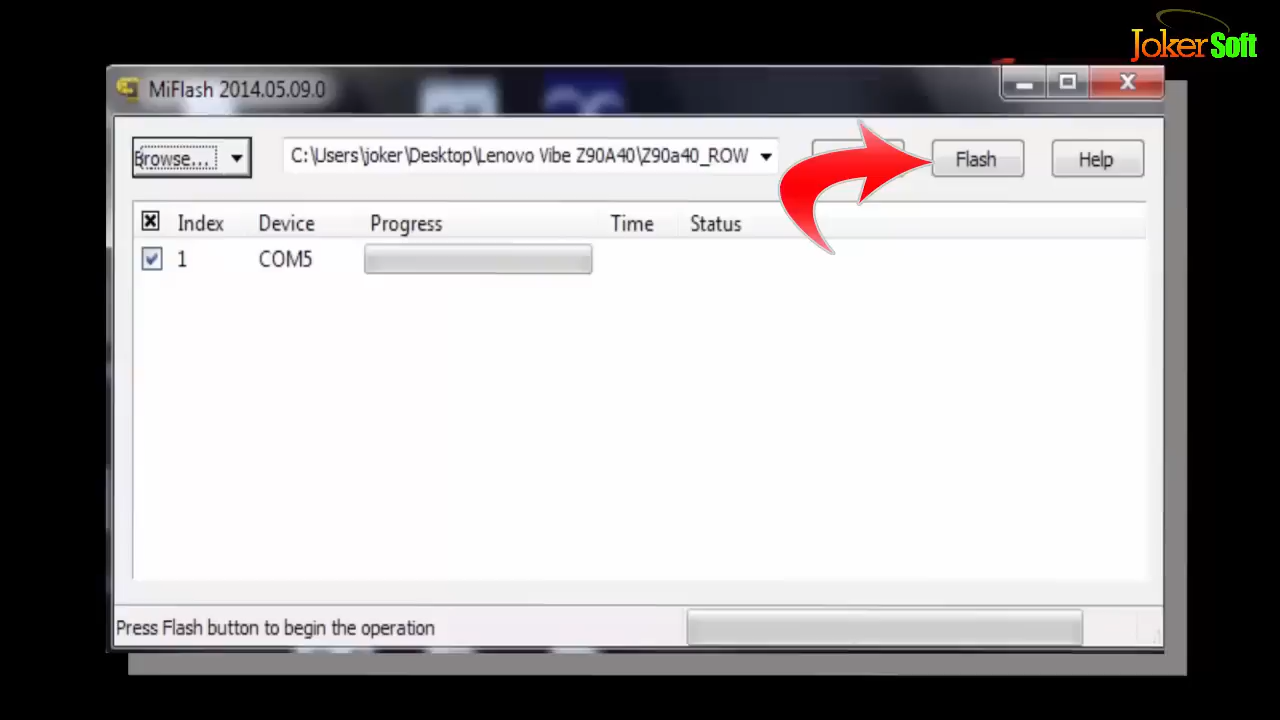 JokerSoft
MiFlash 2014.05.09.0
Browse... C:\Users\joker\Desktop\Lenovo Vibe Z90A40\Z90a40_ROW Flash Help
Index Device Progress Time Status
1 COM5
Press Flash button to begin the operation